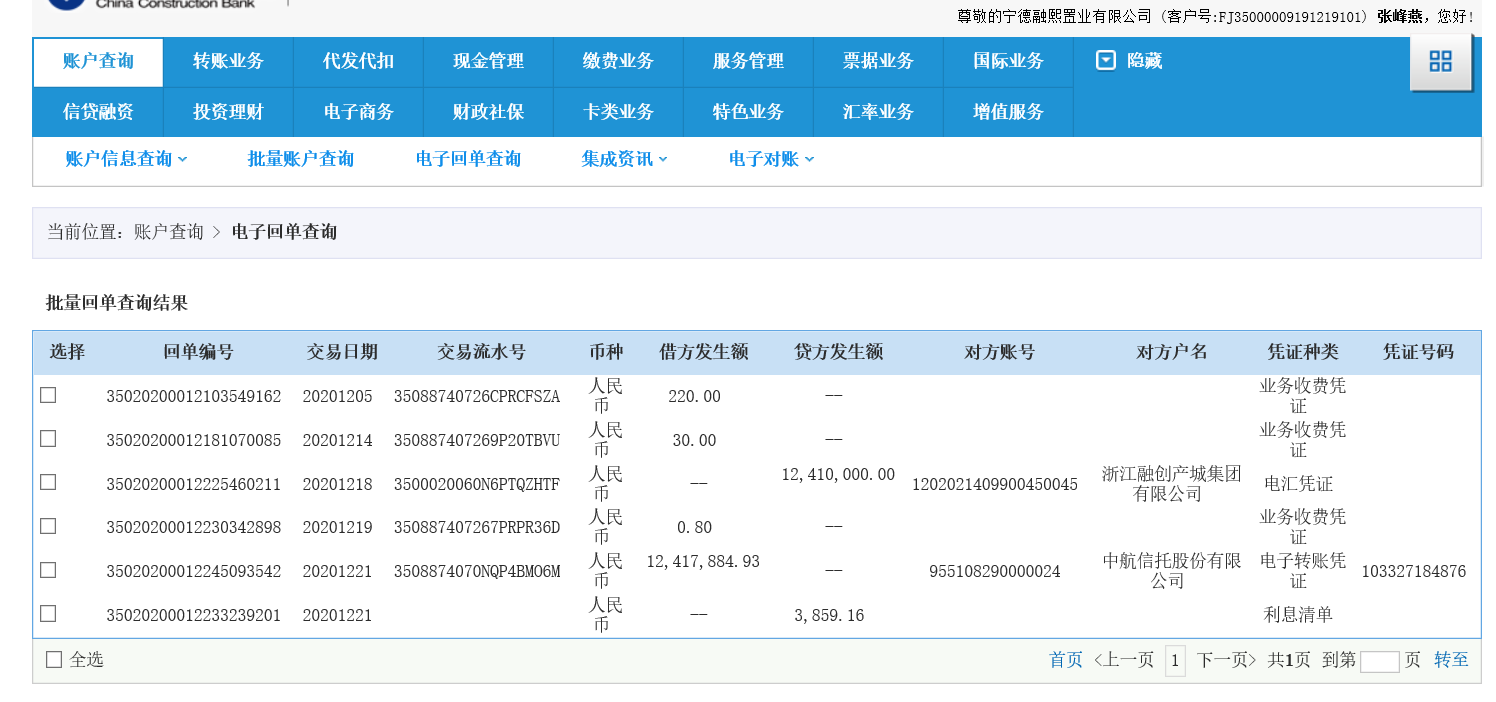 China Construction Bank
尊敬的宁德融熙置业有限公司（客户号:FJ35000009191219101）张峰燕，您好!
账户查询 转账业务 代发代扣 现金管理 缴费业务 服务管理 票据业务 国际业务 隐藏
信贷融资 投资理财 电子商务 财政社保 卡类业务 特色业务 汇率业务 增值服务
账户信息查询 批量账户查询 电子回单查询 集成资讯 电子对账
当前位置: 账户查询 > 电子回单查询
批量回单查询结果
选择 回单编号 交易日期 交易流水号 币种 借方发生额 贷方发生额 对方账号 对方户名 凭证种类 凭证号码
35020200012103549162 20201205 35088740726CPRCFSZA 人民币 220.00 -- 业务收费凭证
35020200012181070085 20201214 350887407269P20TBVU 人民币 30.00 -- 业务收费凭证
35020200012225460211 20201218 3500020060N6PTQZHTF 人民币 -- 12,410,000.00 1202021409900450045 浙江融创产城集团有限公司 电汇凭证
35020200012230342898 20201219 350887407267PRPR36D 人民币 0.80 -- 业务收费凭证
35020200012245093542 20201221 3508874070NQP4BMO6M 人民币 12,417,884.93 -- 955108290000024 中航信托股份有限公司 电子转账凭证 103327184876
35020200012233239201 20201221 人民币 -- 3,859.16 利息清单
全选 首页 <上一页 1 下一页> 共1页 到第 页 转至